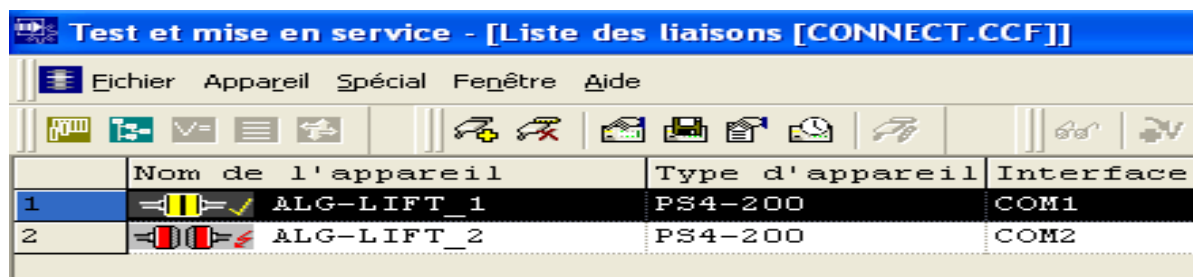 Test et mise en service - [Liste des liaisons [CONNECT.CCF]]
Fichier Appareil Spécial Fenêtre Aide
Nom de l'appareil Type d'appareil Interface
1 ALG-LIFT_1 PS4-200 COM1
2 ALG-LIFT_2 PS4-200 COM2